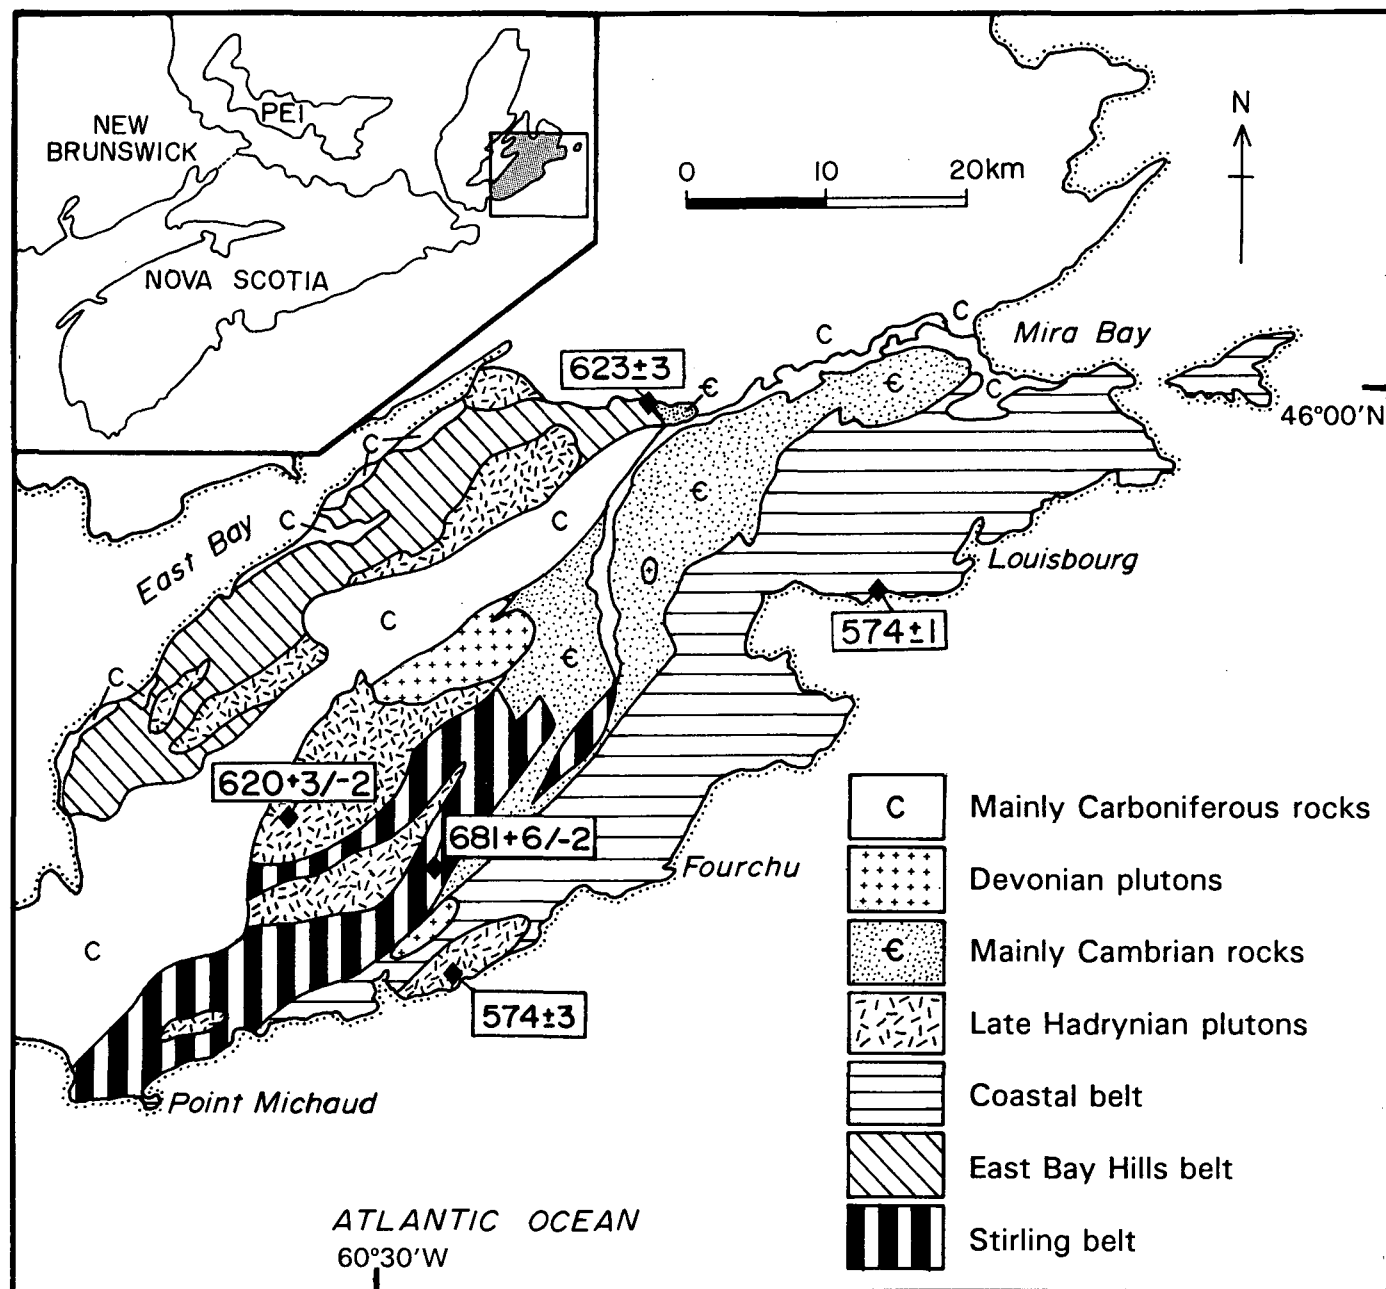 NEW
BRUNSWICK
PEI
NOVA SCOTIA
0 10 20km
N
Mira Bay
46°00'N
C
C
C
623±3
Є
Є
C
C
East Bay
C
Є
C
Louisbourg
574±1
C
Є
C
620+3/-2
681+6/-2
Fourchu
C
574±3
Point Michaud
C Mainly Carboniferous rocks
Devonian plutons
Є Mainly Cambrian rocks
Late Hadrynian plutons
Coastal belt
East Bay Hills belt
Stirling belt
ATLANTIC OCEAN
60°30'W